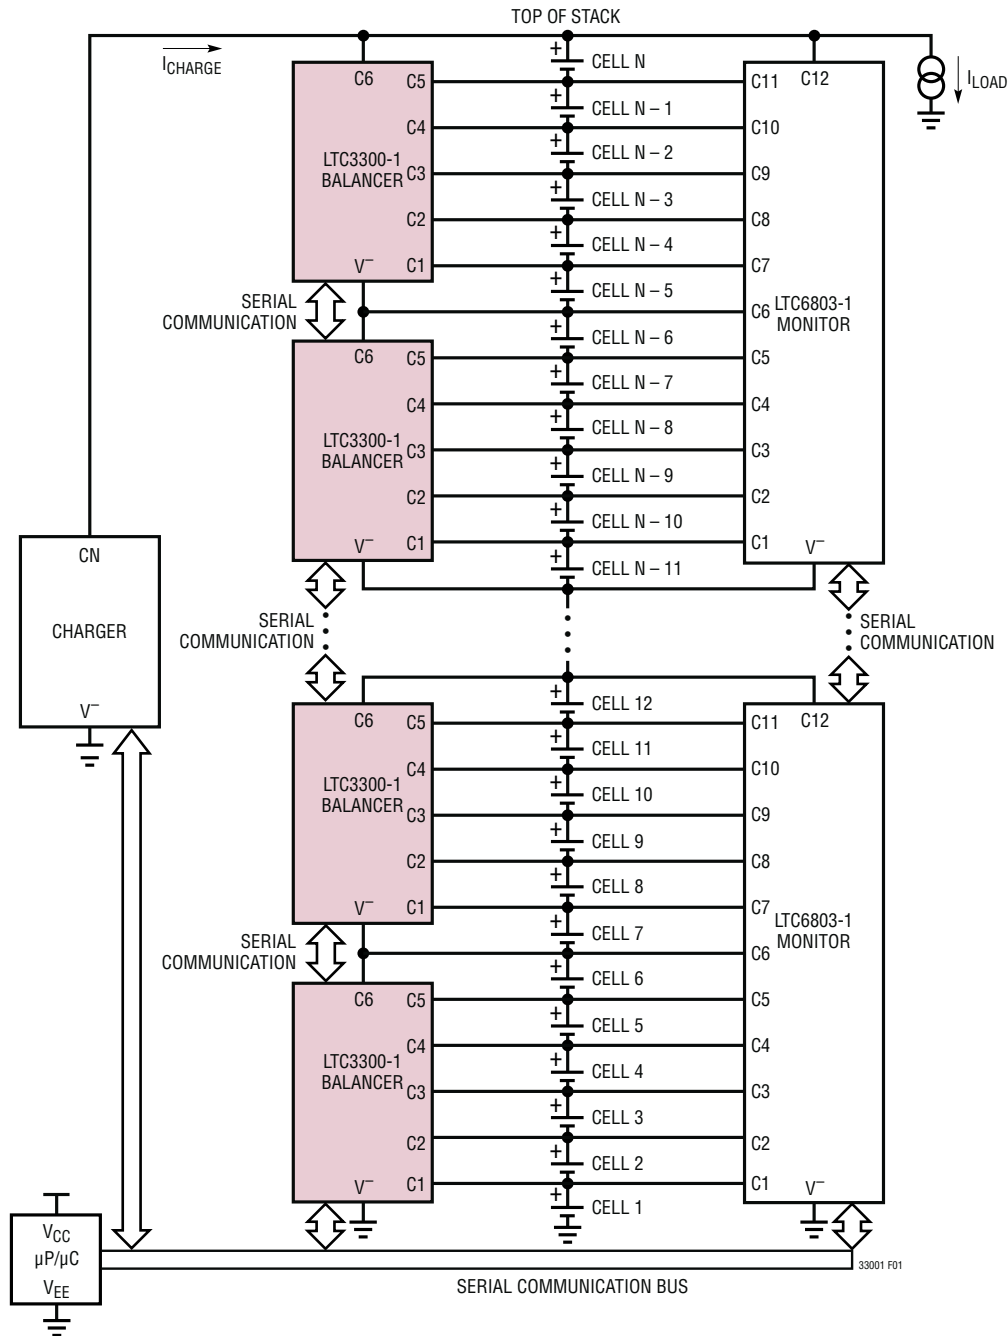 TOP OF STACK
I_CHARGE
I_LOAD
C6
C5
C4
C3
C2
C1
LTC3300-1
BALANCER
V–
CELL N
CELL N – 1
CELL N – 2
CELL N – 3
CELL N – 4
CELL N – 5
C12
C11
C10
C9
C8
C7
C6
LTC6803-1
MONITOR
SERIAL
COMMUNICATION
C6
C5
C4
C3
C2
C1
LTC3300-1
BALANCER
V–
CELL N – 6
CELL N – 7
CELL N – 8
CELL N – 9
CELL N – 10
CELL N – 11
C5
C4
C3
C2
C1
V–
CN
CHARGER
V–
SERIAL
COMMUNICATION
SERIAL
COMMUNICATION
C6
C5
C4
C3
C2
C1
LTC3300-1
BALANCER
V–
CELL 12
CELL 11
CELL 10
CELL 9
CELL 8
CELL 7
C12
C11
C10
C9
C8
C7
C6
LTC6803-1
MONITOR
SERIAL
COMMUNICATION
C6
C5
C4
C3
C2
C1
LTC3300-1
BALANCER
V–
CELL 6
CELL 5
CELL 4
CELL 3
CELL 2
CELL 1
C5
C4
C3
C2
C1
V–
VCC
µP/µC
VEE
SERIAL COMMUNICATION BUS
33001 F01